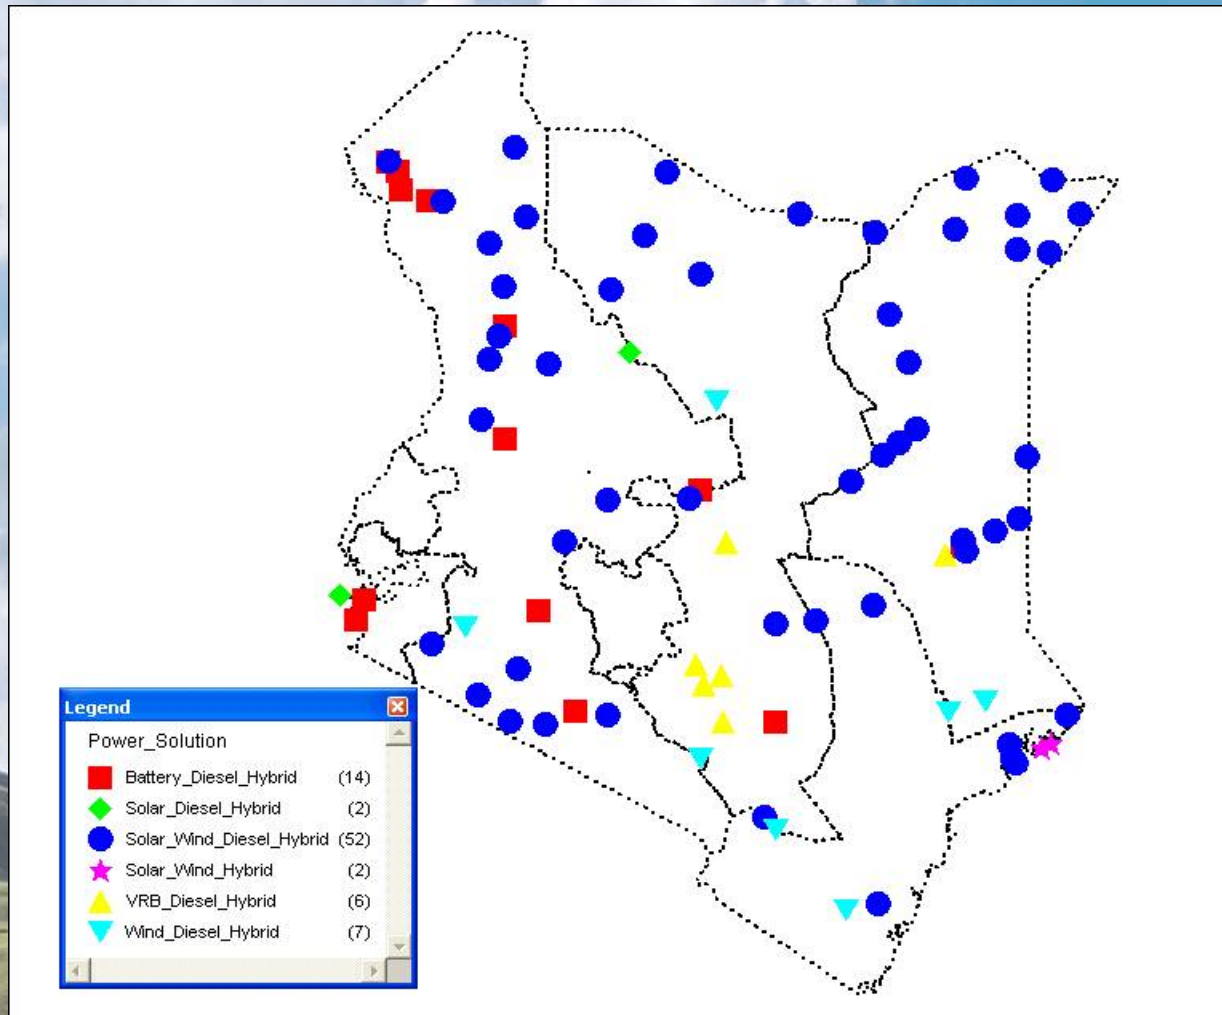 Legend
Power_Solution
Battery_Diesel_Hybrid (14)
Solar_Diesel_Hybrid (2)
Solar_Wind_Diesel_Hybrid (52)
Solar_Wind_Hybrid (2)
VRB_Diesel_Hybrid (6)
Wind_Diesel_Hybrid (7)